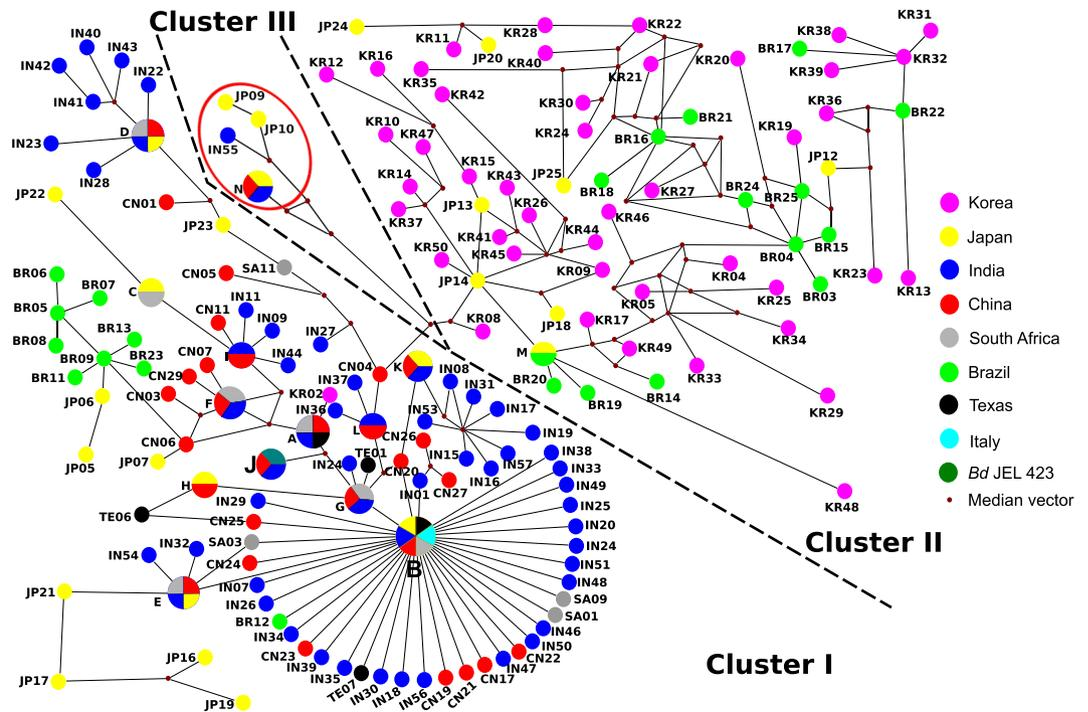 Cluster III
IN40
IN43
IN42
IN22
IN41
D
IN23
IN28
JP22
CN01
JP23
JP09
JP10
IN55
N
JP24
KR11
JP20
KR28
KR22
KR12
KR16
KR35
KR40
KR21
KR20
KR42
KR30
KR24
BR16
BR21
KR10
KR47
KR15
KR43
JP25
BR18
KR27
KR14
KR37
JP13
KR26
KR41
KR45
KR44
KR46
KR50
JP14
KR09
KR08
JP18
KR05
KR04
KR25
KR17
KR49
KR34
KR33
BR14
M
BR20
BR19
KR29
KR48
KR31
KR38
BR17
KR32
KR39
KR36
BR22
KR19
JP12
BR24
BR25
BR15
BR04
BR03
KR23
KR13
BR06
BR05
BR07
BR08
BR13
BR09
BR23
BR11
JP06
JP05
JP07
C
CN05
SA11
IN11
CN11
IN09
I
IN44
IN27
CN07
CN29
CN03
F
CN06
CN04
IN37
KR02
IN36
A
L
K
IN08
IN31
IN17
IN53
CN26
IN19
IN15
IN57
IN16
CN27
IN01
CN20
TE01
IN24
J
G
H
TE06
IN29
CN25
SA03
CN24
IN32
IN54
E
IN07
IN26
BR12
IN34
CN23
IN39
IN35
TE07
IN30
IN18
IN56
CN19
CN21
CN17
IN47
CN22
IN50
IN46
SA01
SA09
IN48
IN51
IN24
IN20
IN25
IN49
IN33
IN38
B
JP21
JP17
JP16
JP19
Cluster II
Cluster I
Korea
Japan
India
China
South Africa
Brazil
Texas
Italy
Bd JEL 423
Median vector